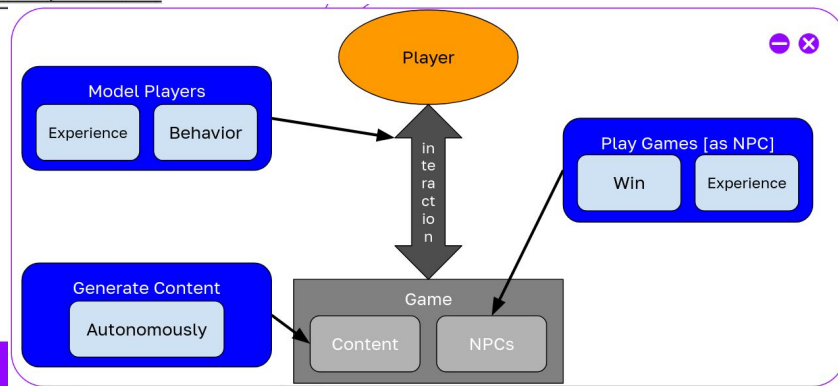 Player
Model Players
Experience
Behavior
in
te
ra
ct
io
n
Play Games [as NPC]
Win
Experience
Generate Content
Autonomously
Game
Content
NPCs